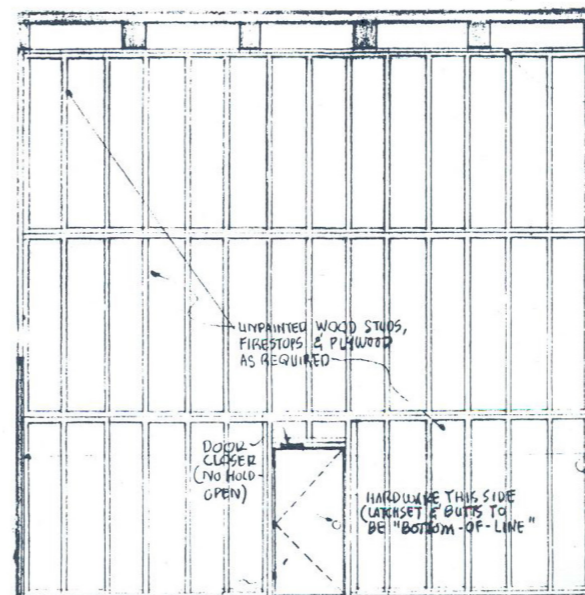 UNPAINTED WOOD STUDS,
FIRESTOPS & PLYWOOD
AS REQUIRED
DOOR
CLOSER
(NO HOLD-
OPEN)
HARDWARE THIS SIDE
(LATCHSET & BUTTS TO
BE "BOTTOM-OF-LINE"